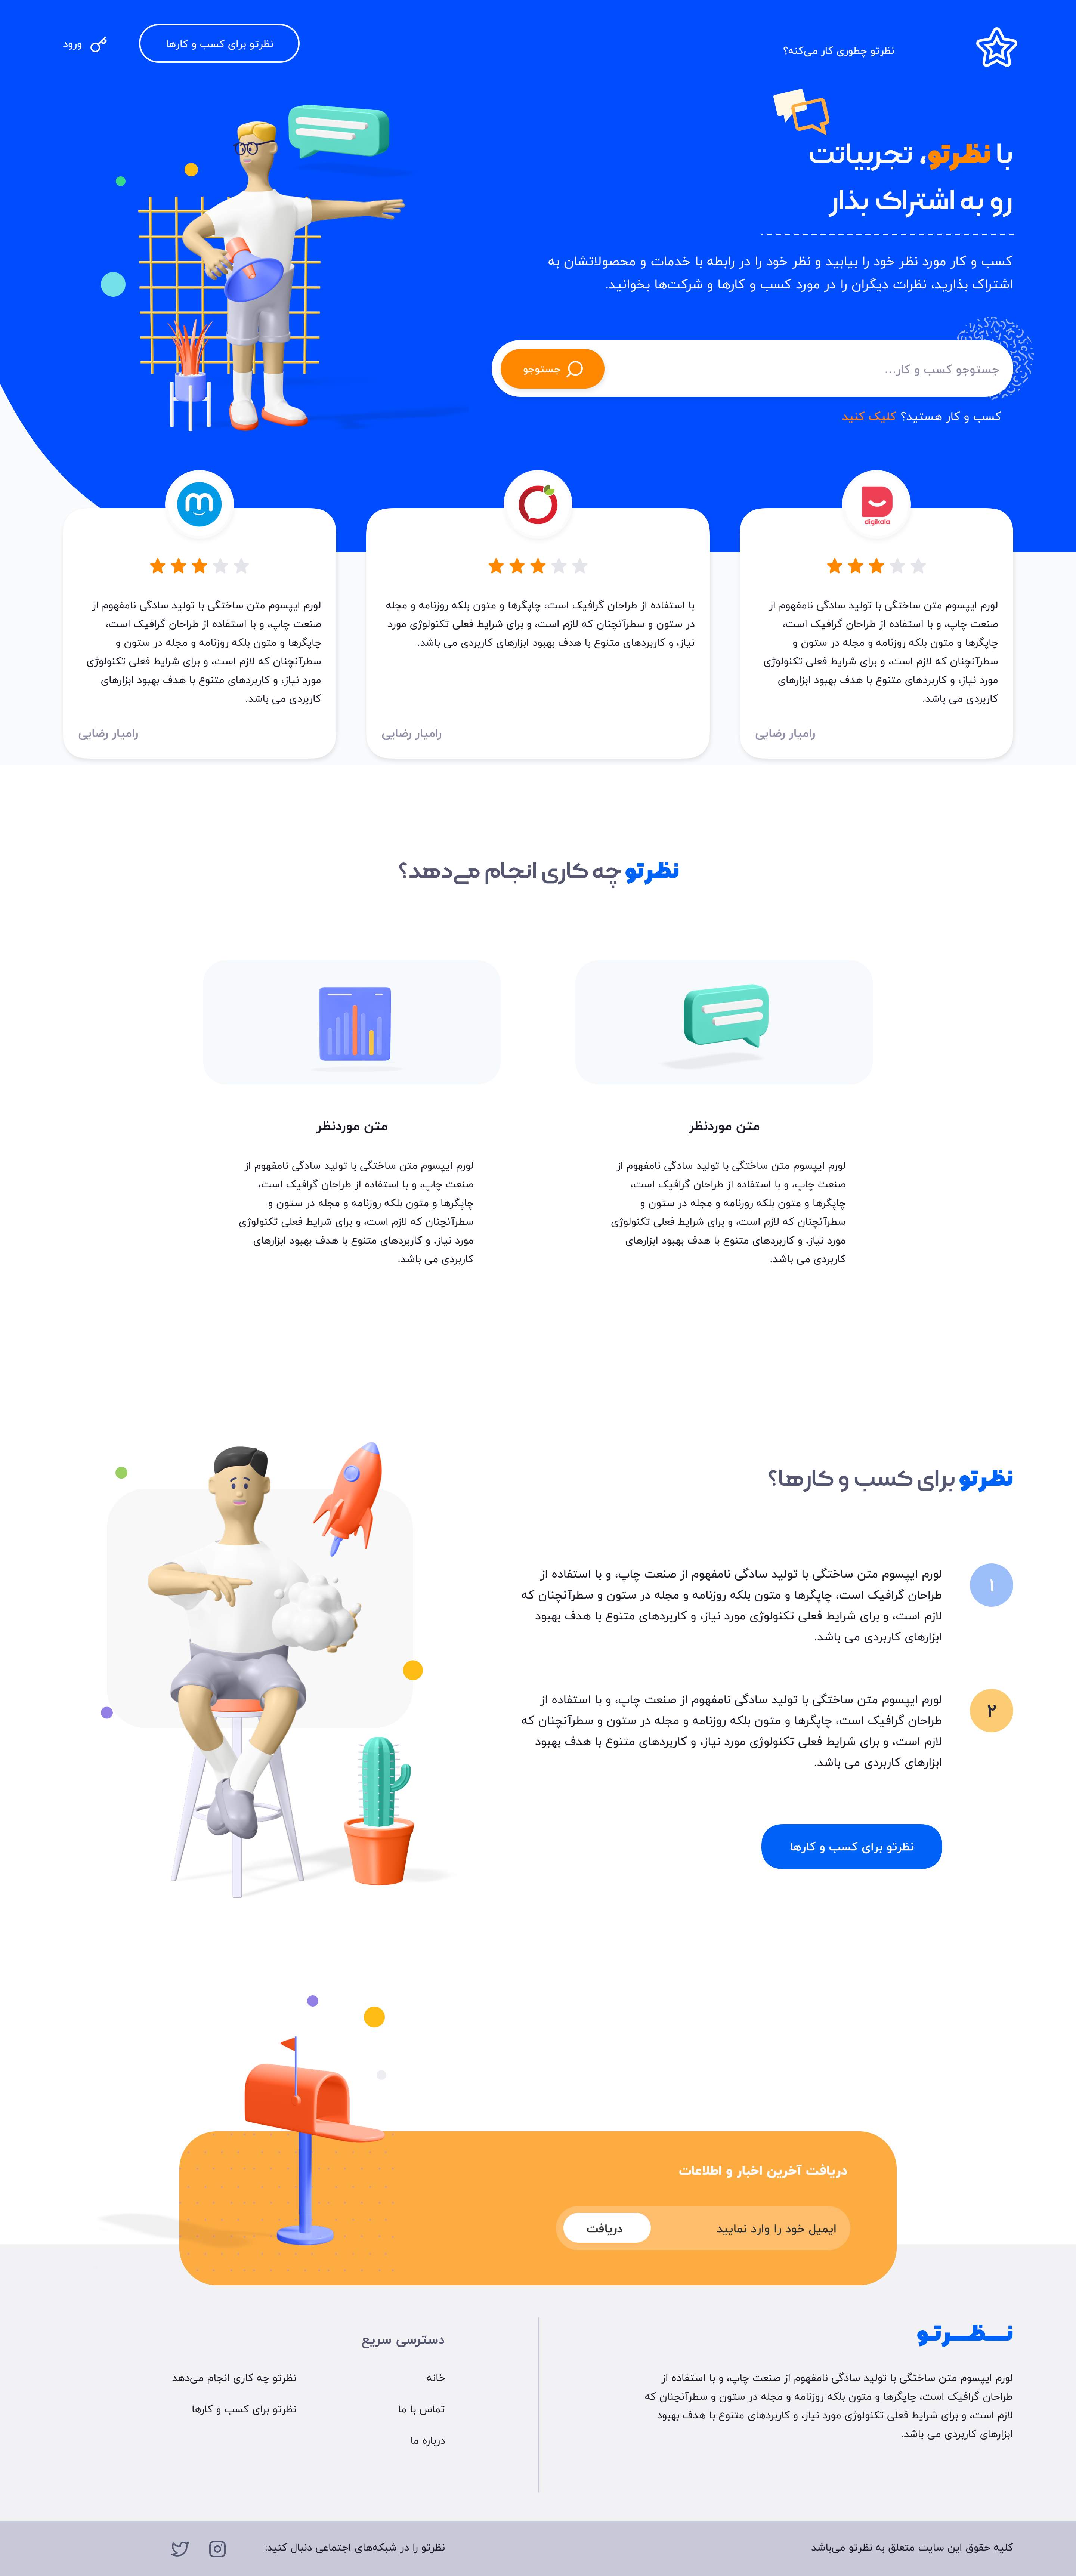 نظرتو چطوری کار می‌کنه؟
نظرتو برای کسب و کارها
ورود
با نظرتو، تجربیاتت
رو به اشتراک بذار
کسب و کار مورد نظر خود را بیابید و نظر خود را در رابطه با خدمات و محصولاتشان به
اشتراک بذارید، نظرات دیگران را در مورد کسب و کارها و شرکت‌ها بخوانید.
جستوجو کسب و کار...
جستوجو
کسب و کار هستید؟ کلیک کنید
digikala
لورم ایپسوم متن ساختگی با تولید سادگی نامفهوم از
صنعت چاپ، و با استفاده از طراحان گرافیک است،
چاپگرها و متون بلکه روزنامه و مجله در ستون و
سطرآنچنان که لازم است، و برای شرایط فعلی تکنولوژی
مورد نیاز، و کاربردهای متنوع با هدف بهبود ابزارهای
کاربردی می باشد.
رامیار رضایی
با استفاده از طراحان گرافیک است، چاپگرها و متون بلکه روزنامه و مجله
در ستون و سطرآنچنان که لازم است، و برای شرایط فعلی تکنولوژی مورد
نیاز، و کاربردهای متنوع با هدف بهبود ابزارهای کاربردی می باشد.
رامیار رضایی
m
لورم ایپسوم متن ساختگی با تولید سادگی نامفهوم از
صنعت چاپ، و با استفاده از طراحان گرافیک است،
چاپگرها و متون بلکه روزنامه و مجله در ستون و
سطرآنچنان که لازم است، و برای شرایط فعلی تکنولوژی
مورد نیاز، و کاربردهای متنوع با هدف بهبود ابزارهای
کاربردی می باشد.
رامیار رضایی
نظرتو چه کاری انجام می‌دهد؟
متن موردنظر
لورم ایپسوم متن ساختگی با تولید سادگی نامفهوم از
صنعت چاپ، و با استفاده از طراحان گرافیک است،
چاپگرها و متون بلکه روزنامه و مجله در ستون و
سطرآنچنان که لازم است، و برای شرایط فعلی تکنولوژی
مورد نیاز، و کاربردهای متنوع با هدف بهبود ابزارهای
کاربردی می باشد.
متن موردنظر
لورم ایپسوم متن ساختگی با تولید سادگی نامفهوم از
صنعت چاپ، و با استفاده از طراحان گرافیک است،
چاپگرها و متون بلکه روزنامه و مجله در ستون و
سطرآنچنان که لازم است، و برای شرایط فعلی تکنولوژی
مورد نیاز، و کاربردهای متنوع با هدف بهبود ابزارهای
کاربردی می باشد.
نظرتو برای کسب و کارها؟
۱
لورم ایپسوم متن ساختگی با تولید سادگی نامفهوم از صنعت چاپ، و با استفاده از
طراحان گرافیک است، چاپگرها و متون بلکه روزنامه و مجله در ستون و سطرآنچنان که
لازم است، و برای شرایط فعلی تکنولوژی مورد نیاز، و کاربردهای متنوع با هدف بهبود
ابزارهای کاربردی می باشد.
۲
لورم ایپسوم متن ساختگی با تولید سادگی نامفهوم از صنعت چاپ، و با استفاده از
طراحان گرافیک است، چاپگرها و متون بلکه روزنامه و مجله در ستون و سطرآنچنان که
لازم است، و برای شرایط فعلی تکنولوژی مورد نیاز، و کاربردهای متنوع با هدف بهبود
ابزارهای کاربردی می باشد.
نظرتو برای کسب و کارها
دریافت آخرین اخبار و اطلاعات
ایمیل خود را وارد نمایید
دریافت
نـــظـــرتو
لورم ایپسوم متن ساختگی با تولید سادگی نامفهوم از صنعت چاپ، و با استفاده از
طراحان گرافیک است، چاپگرها و متون بلکه روزنامه و مجله در ستون و سطرآنچنان که
لازم است، و برای شرایط فعلی تکنولوژی مورد نیاز، و کاربردهای متنوع با هدف بهبود
ابزارهای کاربردی می باشد.
دسترسی سریع
خانه
تماس با ما
درباره ما
نظرتو چه کاری انجام می‌دهد
نظرتو برای کسب و کارها
کلیه حقوق این سایت متعلق به نظرتو می‌باشد
نظرتو را در شبکه‌های اجتماعی دنبال کنید: